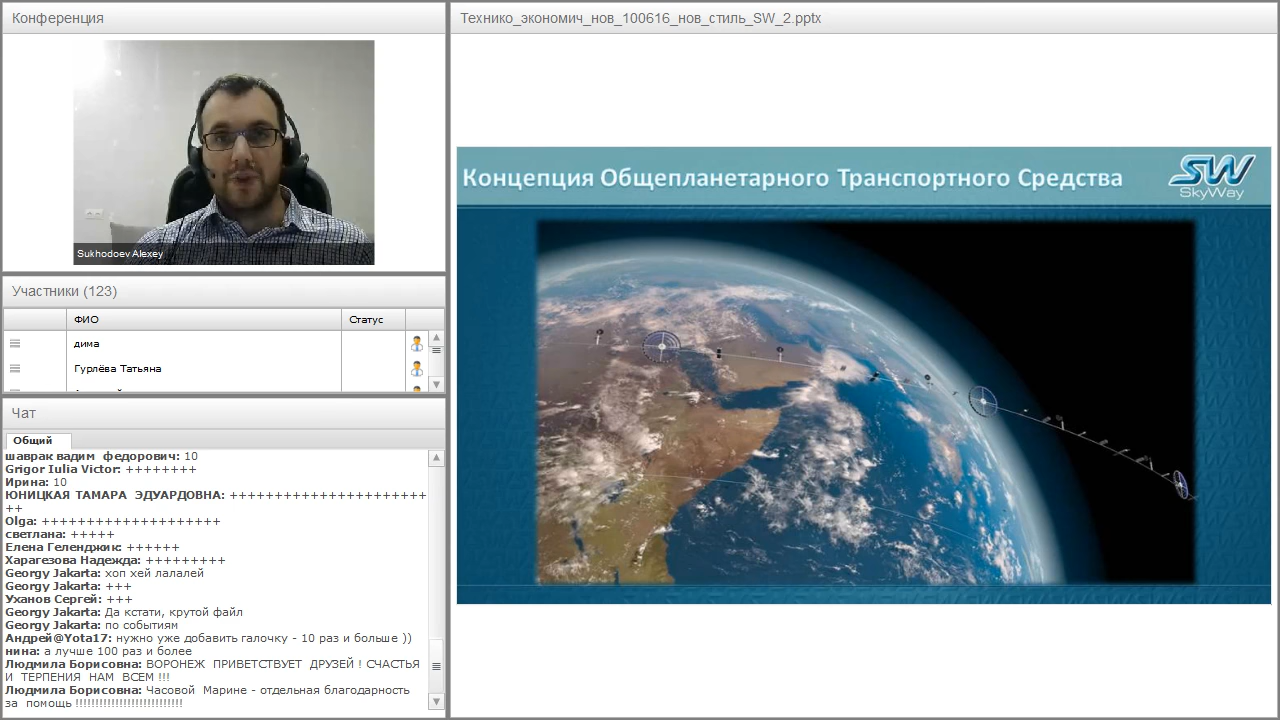 Конференция
Sukhodoev Alexey
Участники (123)
ФИО
Статус
дима
Гурлёва Татьяна
Чат
Общий
шаврак вадим федорович: 10
Grigor Iulia Victor: ++++++++
Ирина: 10
ЮНИЦКАЯ ТАМАРА ЭДУАРДОВНА: ++++++++++++++++++++++
++
Olga: ++++++++++++++++++++
светлана: +++++
Елена Геленджик: ++++++
Харагезова Надежда: +++++++++
Georgy Jakarta: хоп хей лалалей
Georgy Jakarta: +++
Уханов Сергей: +++
Georgy Jakarta: Да кстати, крутой файл
Georgy Jakarta: по событиям
Андрей@Yota17: нужно уже добавить галочку - 10 раз и больше ))
нина: а лучше 100 раз и более
Людмила Борисовна: ВОРОНЕЖ ПРИВЕТСТВУЕТ ДРУЗЕЙ ! СЧАСТЬЯ
И ТЕРПЕНИЯ НАМ ВСЕМ !!!
Людмила Борисовна: Часовой Марине - отдельная благодарность
за помощь !!!!!!!!!!!!!!!!!!!!!!!!!!!
Технико_экономич_нов_100616_нов_стиль_SW_2.pptx
Концепция Общепланетарного Транспортного Средства
SW
SkyWay